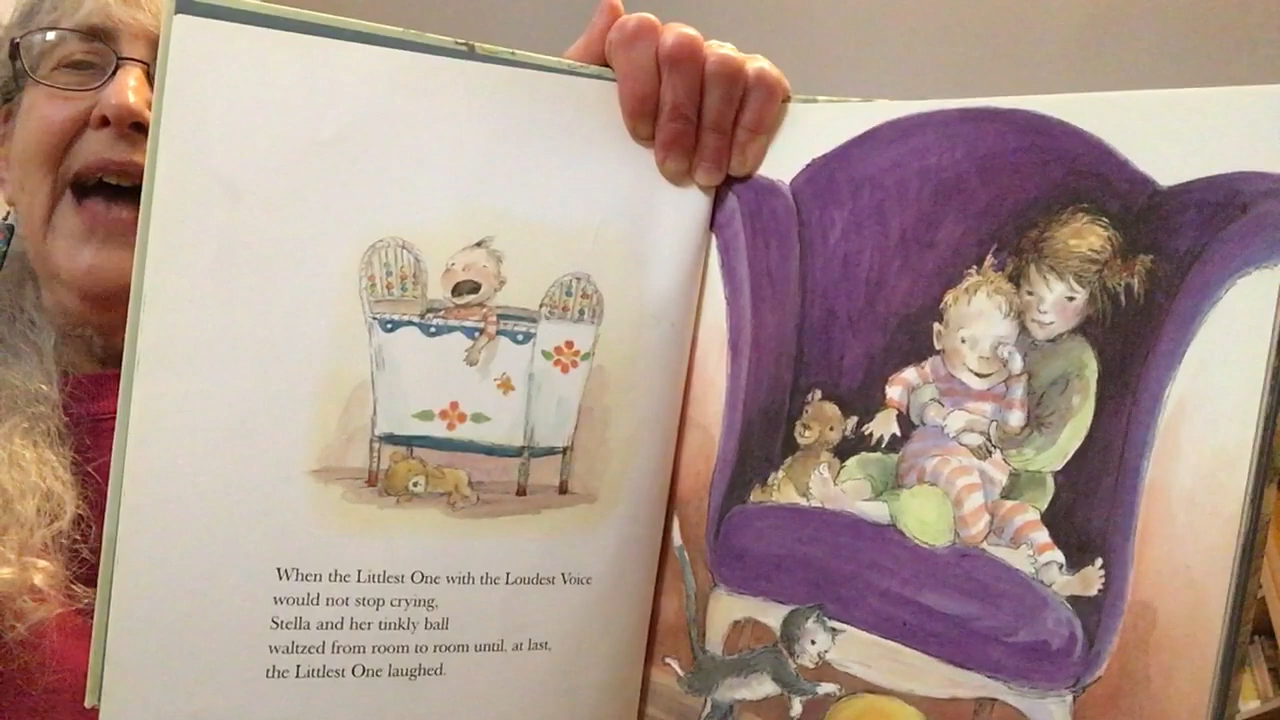 When the Littlest One with the Loudest Voice
would not stop crying,
Stella and her tinkly ball
waltzed from room to room until, at last,
the Littlest One laughed.